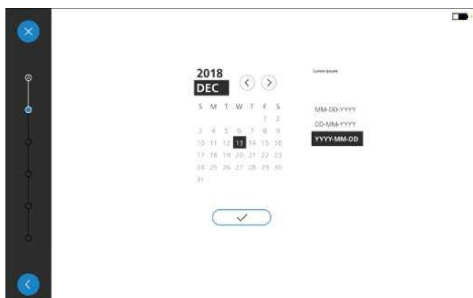 2018
DEC
S M T W T F S
1 2
3 4 5 6 7 8 9
10 11 12 13 14 15 16
17 18 19 20 21 22 23
24 25 26 27 28 29 30
31
Lorem ipsum
MM-DD-YYYY
DD-MM-YYYY
YYYY-MM-DD